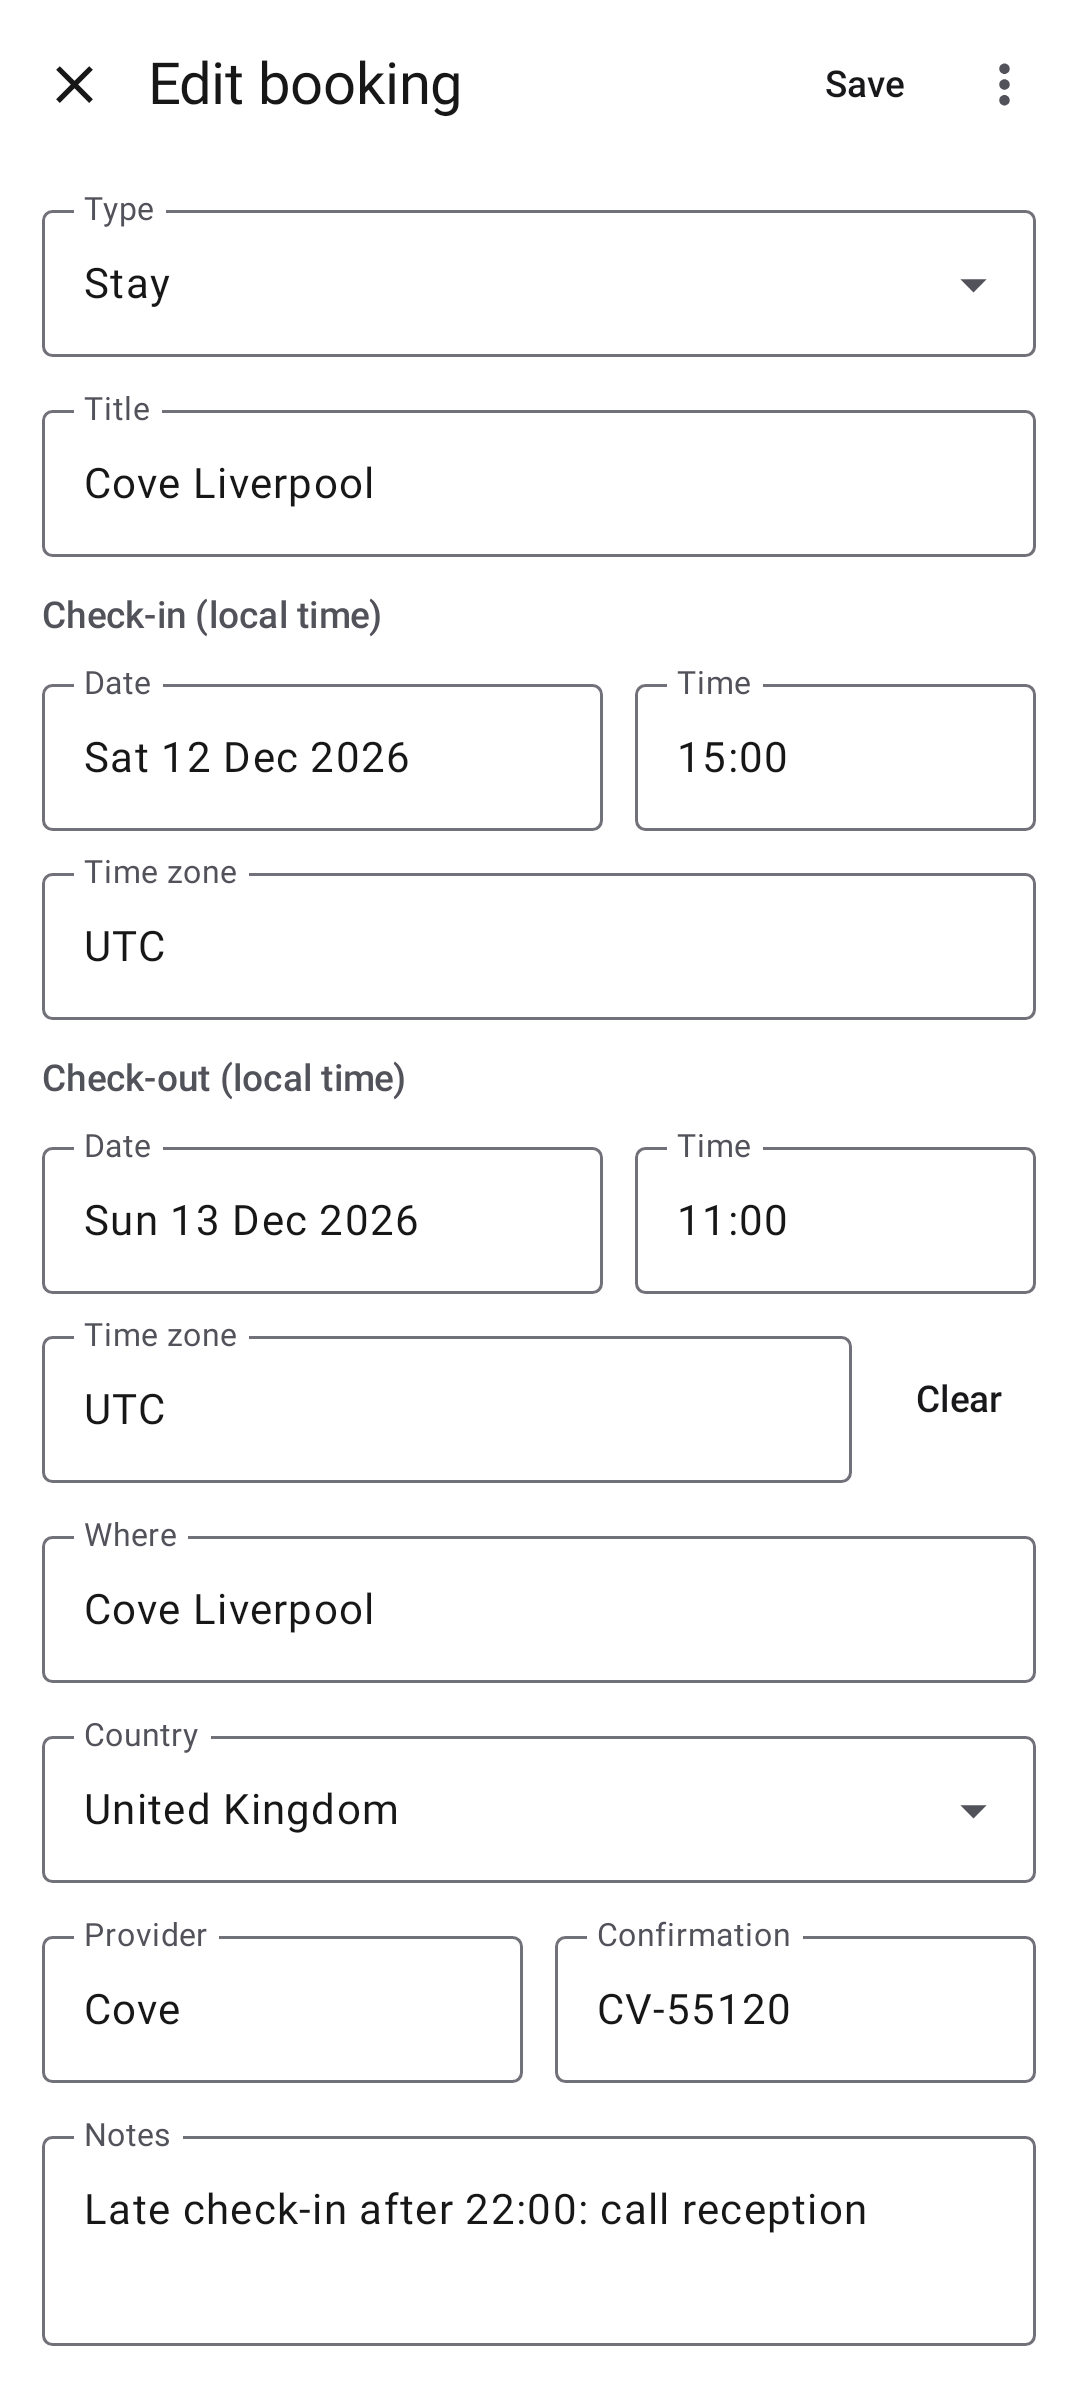 Edit booking
Save
Type
Stay
Title
Cove Liverpool
Check-in (local time)
Date
Sat 12 Dec 2026
Time
15:00
Time zone
UTC
Check-out (local time)
Date
Sun 13 Dec 2026
Time
11:00
Time zone
UTC
Clear
Where
Cove Liverpool
Country
United Kingdom
Provider
Cove
Confirmation
CV-55120
Notes
Late check-in after 22:00: call reception